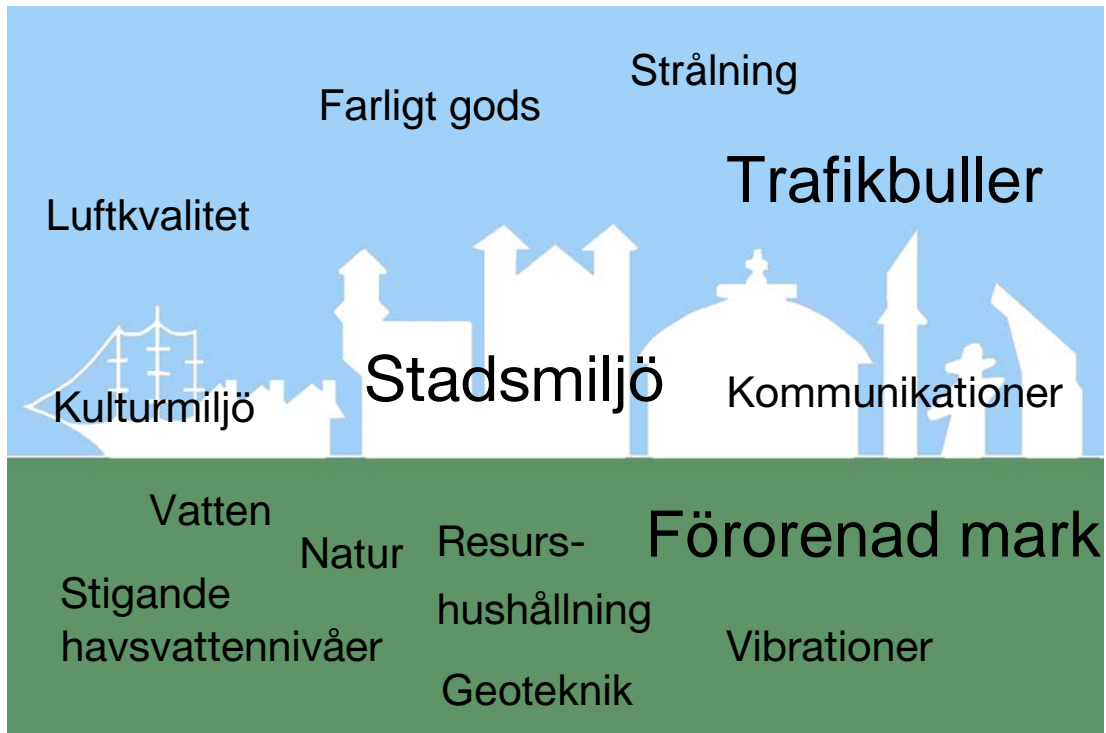 Strålning
Farligt gods
Trafikbuller
Luftkvalitet
Stadsmiljö
Kulturmiljö
Kommunikationer
Vatten
Natur
Resurs-
hushållning
Förorenad mark
Stigande
havsvattennivåer
Vibrationer
Geoteknik